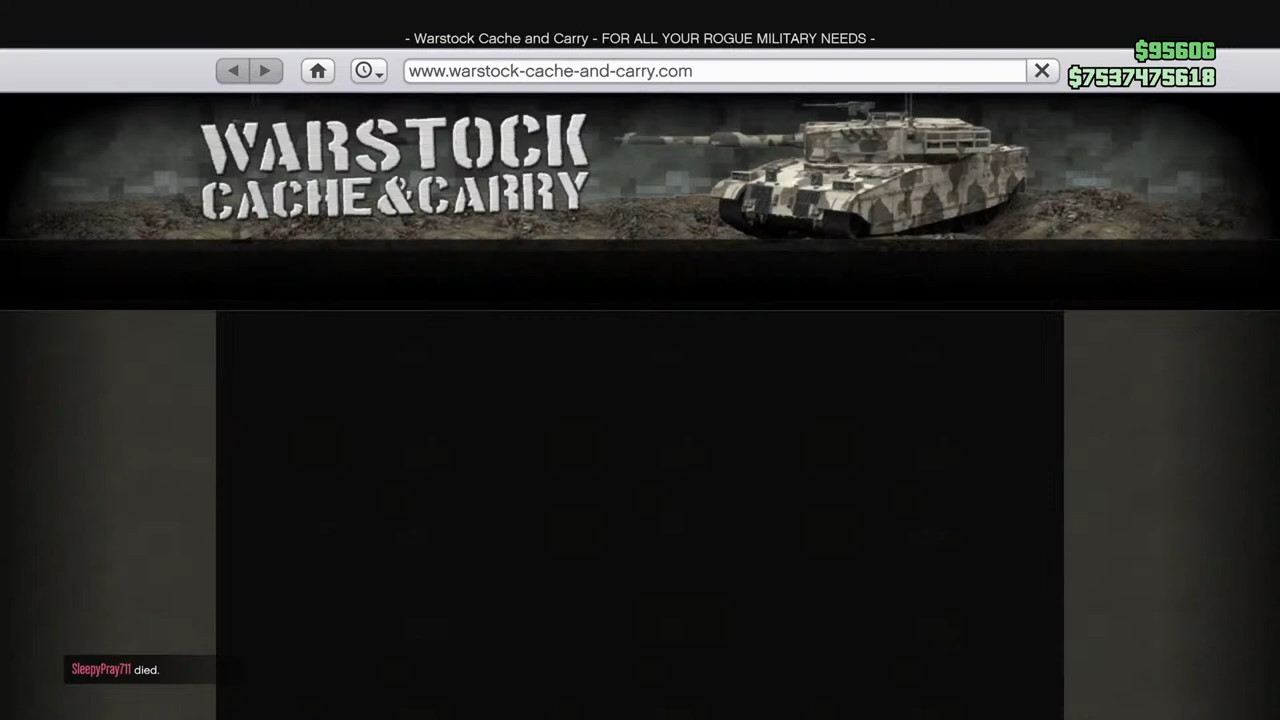 - Warstock Cache and Carry - FOR ALL YOUR ROGUE MILITARY NEEDS -
$95606
www.warstock-cache-and-carry.com
$7537475618
WARSTOCK
CACHE&CARRY
SleepyPray711 died.